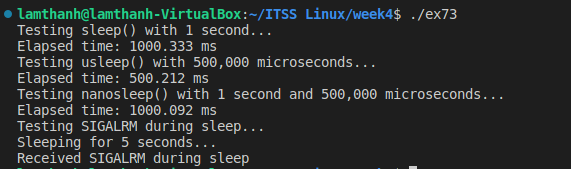 lamthanh@lamthanh-VirtualBox:~/ITSS Linux/week4$ ./ex73
Testing sleep() with 1 second...
Elapsed time: 1000.333 ms
Testing usleep() with 500,000 microseconds...
Elapsed time: 500.212 ms
Testing nanosleep() with 1 second and 500,000 microseconds...
Elapsed time: 1000.092 ms
Testing SIGALRM during sleep...
Sleeping for 5 seconds...
Received SIGALRM during sleep